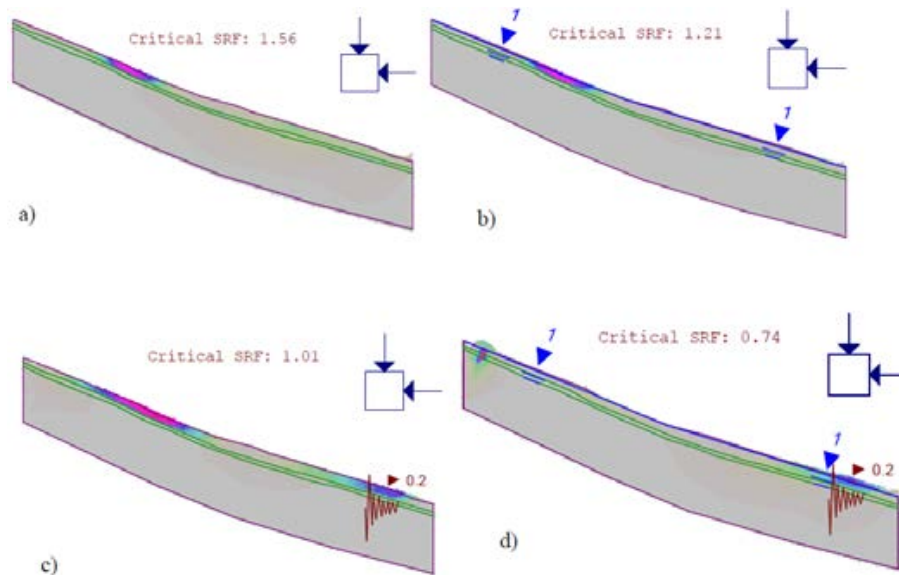 Critical SRF: 1.56
a)
1
Critical SRF: 1.21
1
b)
Critical SRF: 1.01
0.2
c)
1
Critical SRF: 0.74
1
0.2
d)